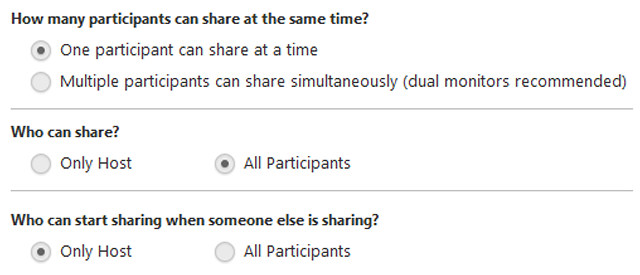 How many participants can share at the same time?
One participant can share at a time
Multiple participants can share simultaneously (dual monitors recommended)
Who can share?
Only Host All Participants
Who can start sharing when someone else is sharing?
Only Host All Participants